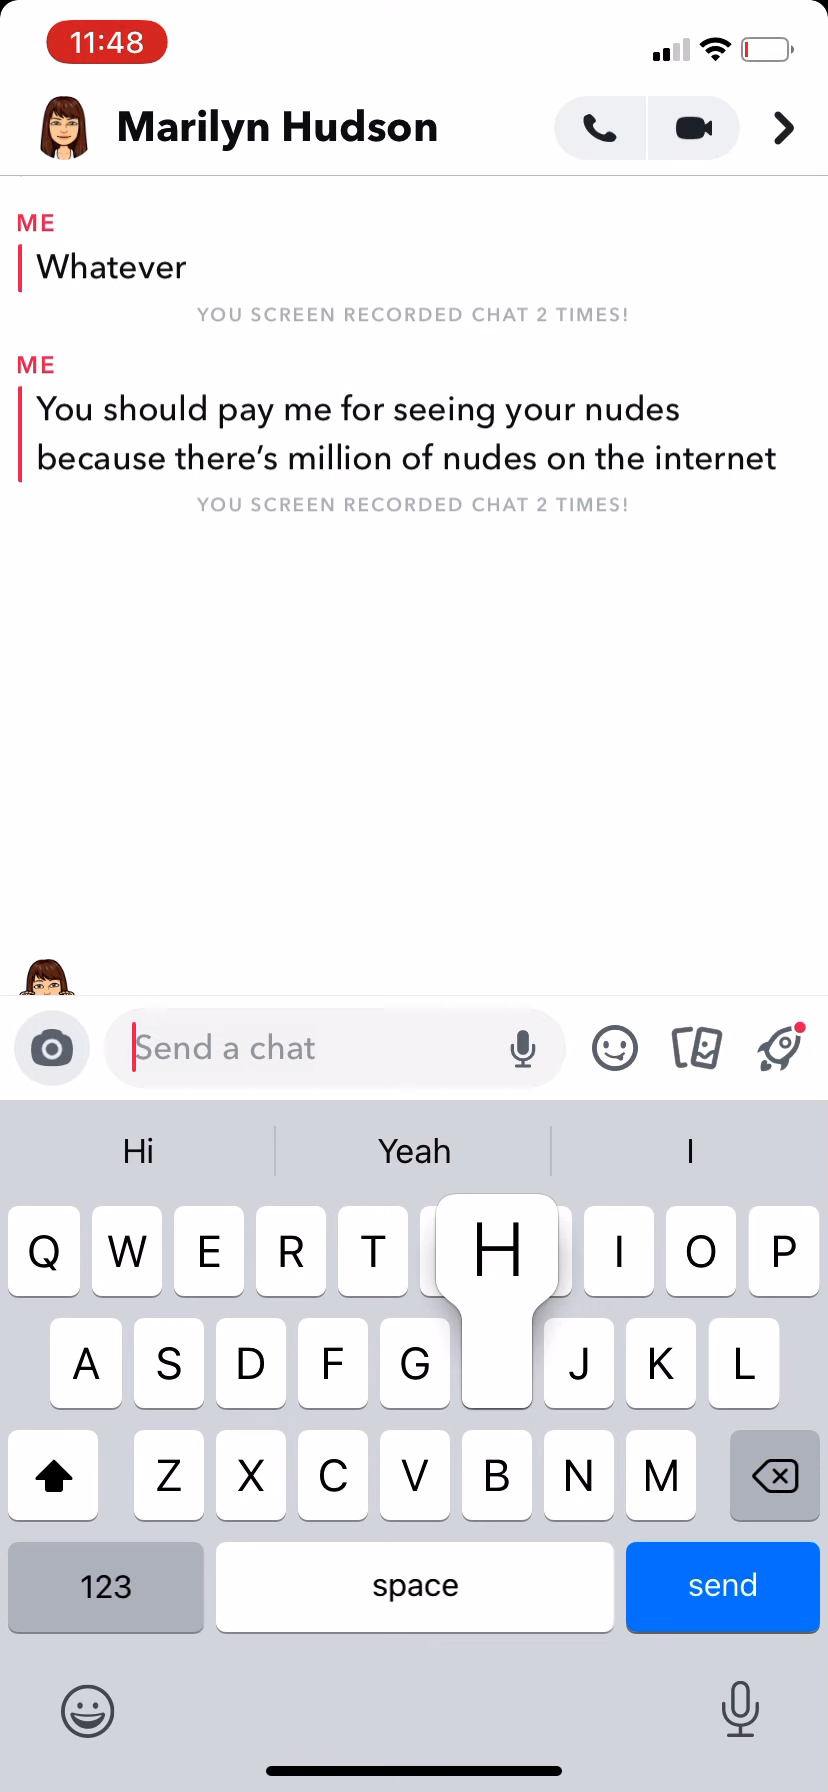 11:48
Marilyn Hudson
ME
Whatever
YOU SCREEN RECORDED CHAT 2 TIMES!
ME
You should pay me for seeing your nudes
because there's million of nudes on the internet
YOU SCREEN RECORDED CHAT 2 TIMES!
Send a chat
Hi Yeah I
Q W E R T H I O P
A S D F G J K L
Z X C V B N M
123 space send